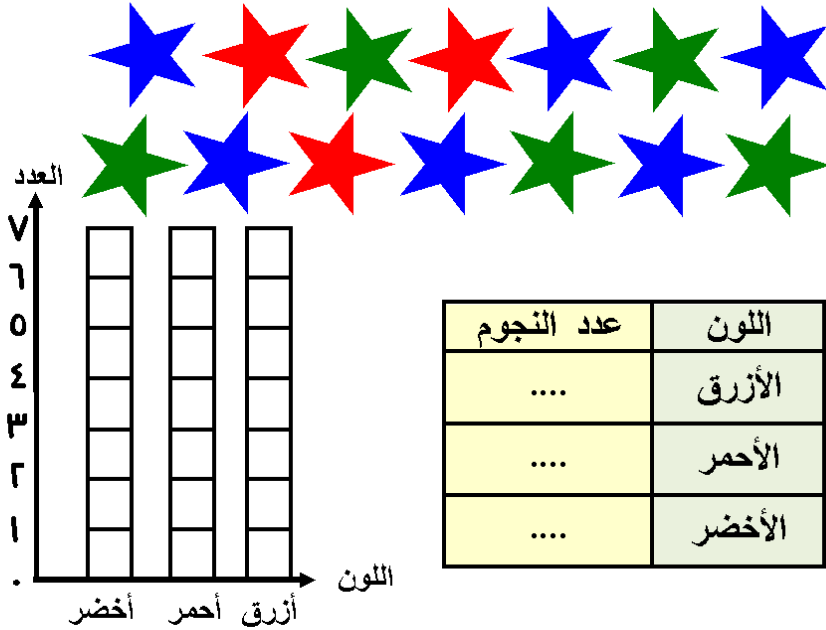 العدد
٧
٦
٥
٤
٣
٢
١
٠
أزرق أحمر أخضر
اللون
اللون عدد النجوم
الأزرق ....
الأحمر ....
الأخضر ....